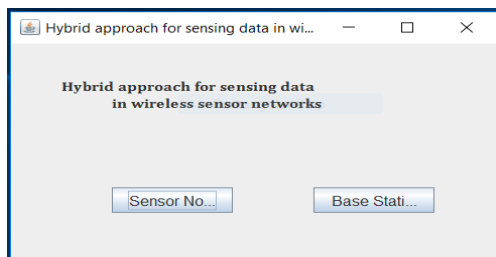 Hybrid approach for sensing data in wi...
Hybrid approach for sensing data
in wireless sensor networks
Sensor No...
Base Stati...